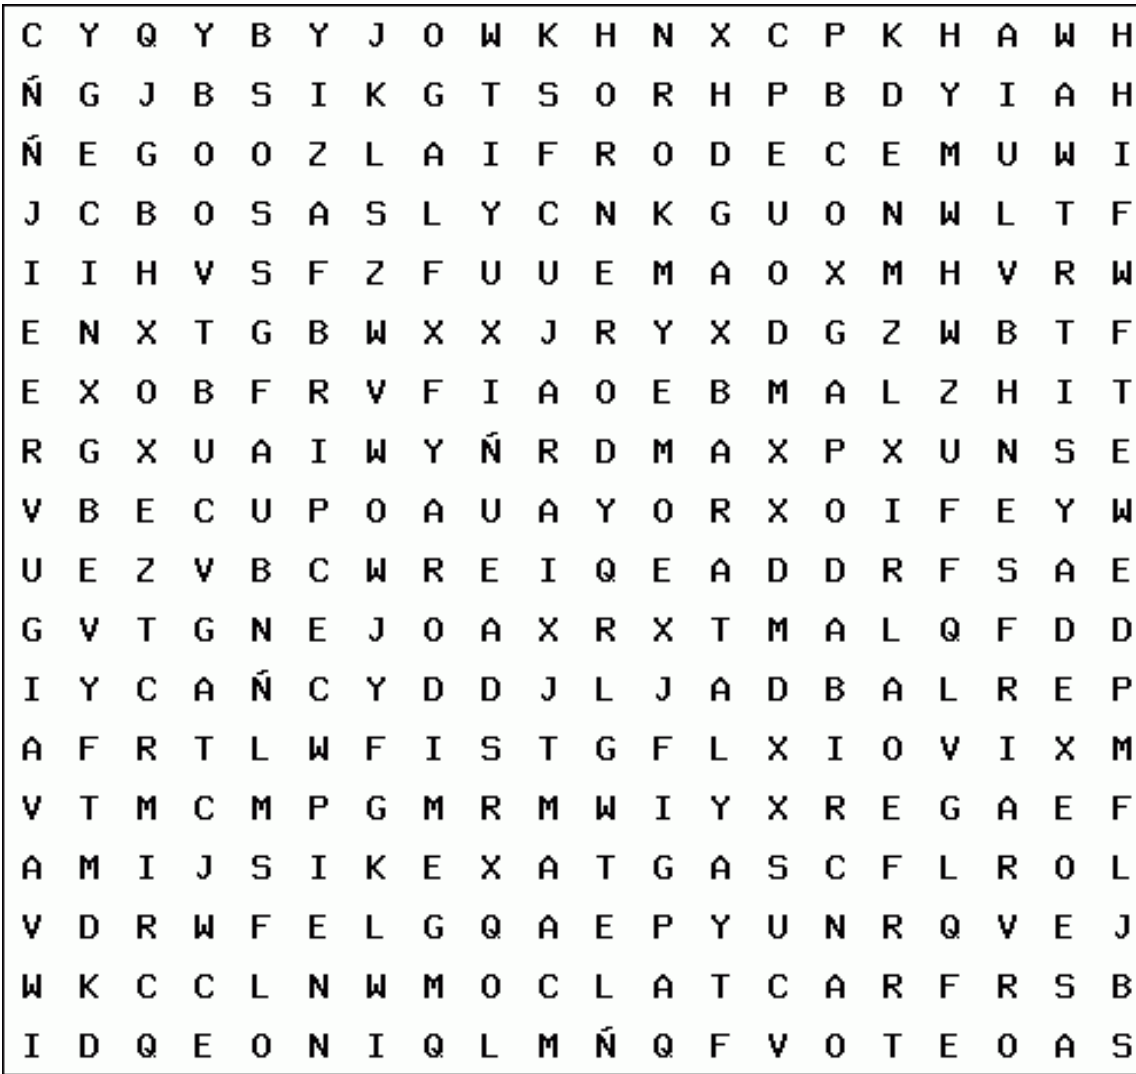 C Y Q Y B Y J O W K H N X C P K H A W H
Ñ G J B S I K G T S O R H P B D Y I A H
Ñ E G O O Z L A I F R O D E C E M U W I
J C B O S A S L Y C N K G U O N W L T F
I I H V S F Z F U U E M A O X M H V R W
E N X T G B W X X J R Y X D G Z W B T F
E X O B F R V F I A O E B M A L Z H I T
R G X U A I W Y Ñ R D M A X P X U N S E
V B E C U P O A U A Y O R X O I F E Y W
U E Z V B C W R E I Q E A D D R F S A E
G V T G N E J O A X R X T M A L Q F D D
I Y C A Ñ C Y D D J L J A D B A L R E P
A F R T L W F I S T G F L X I O V I X M
V T M C M P G M R M W I Y X R E G A E F
A M I J S I K E X A T G A S C F L R O L
V D R W F E L G Q A E P Y U N R Q V E J
W K C C L N W M O C L A T C A R F R S B
I D Q E O N I Q L M Ñ Q F V O T E O A S